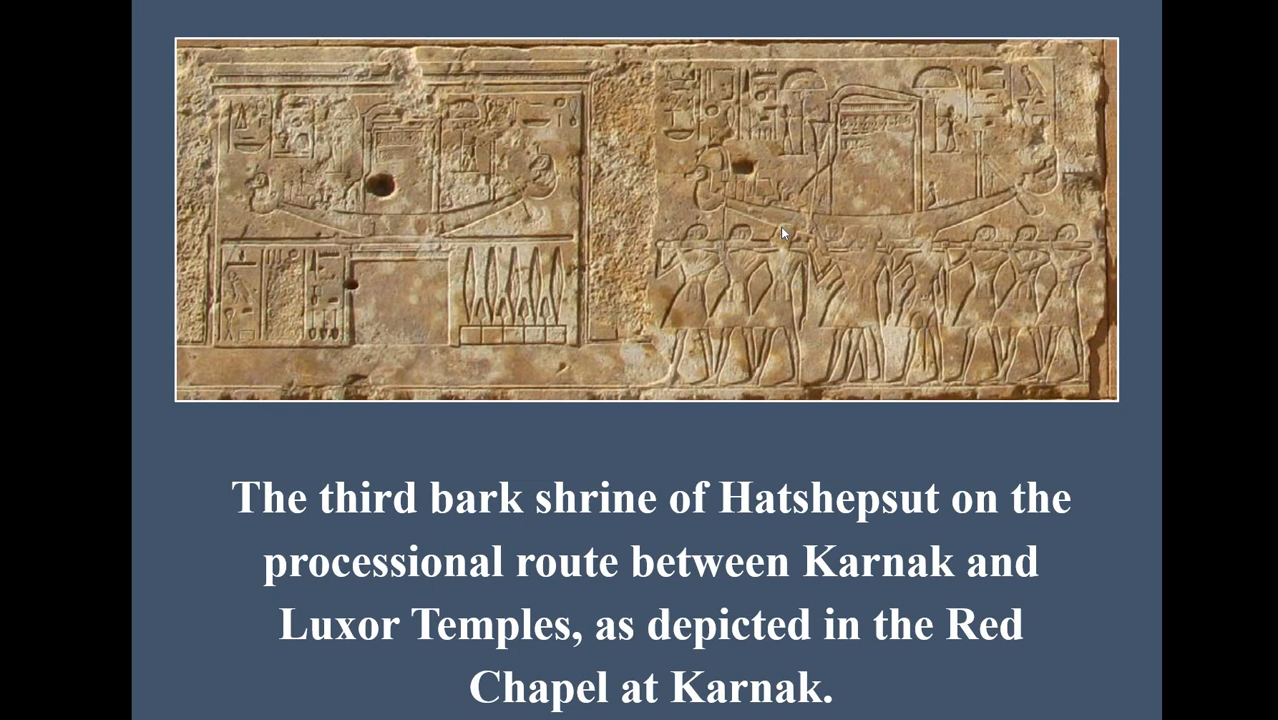 The third bark shrine of Hatshepsut on the
processional route between Karnak and
Luxor Temples, as depicted in the Red
Chapel at Karnak.